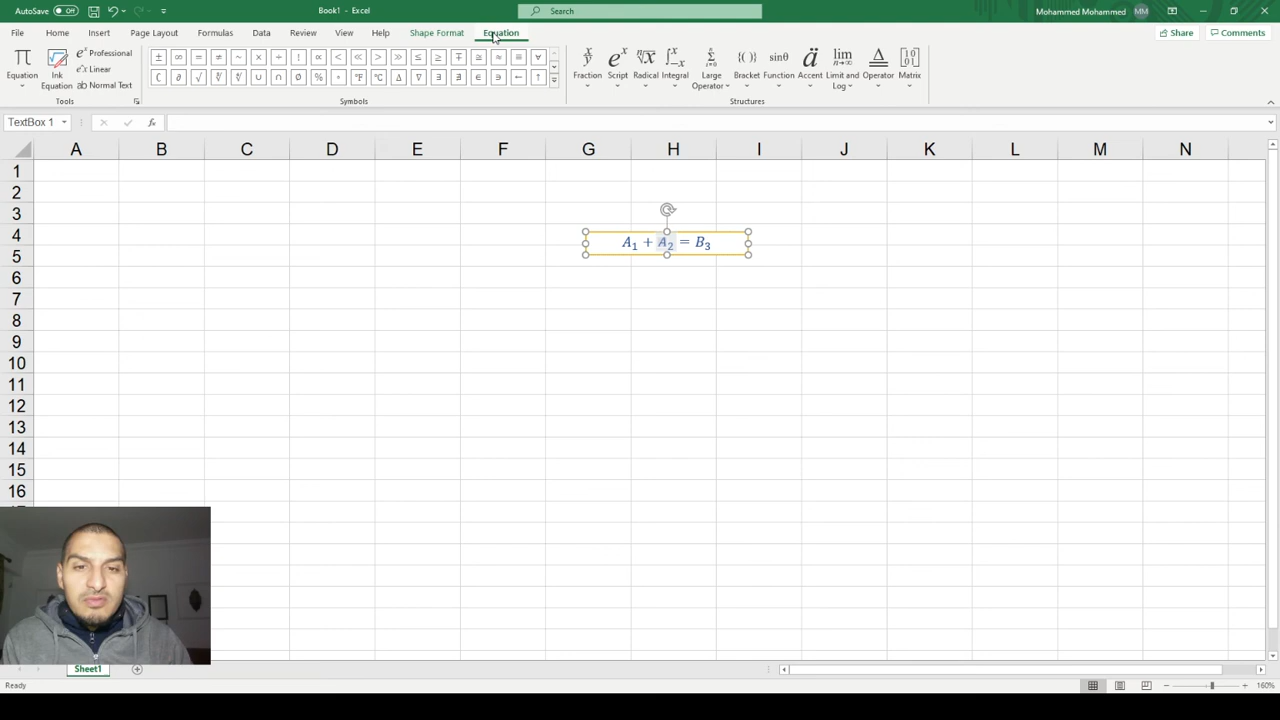 AutoSave Off Book1 - Excel Search Mohammed Mohammed MM
File Home Insert Page Layout Formulas Data Review View Help Shape Format Equation Share Comments
Equation Ink Equation Professional Linear Normal Text
± ∞ = ≠ ~ × ÷ ! ∝ < ≪ > ≫ ≤ ≥ ∓ ≅ ≈ ≡ ∀
∁ ∂ √ ∛ ∜ ∪ ∩ ∅ % ° °F °C ∆ ∇ ∃ ∄ ∈ ∋ ← ↑
Fraction Script Radical Integral Large Operator Bracket Function Accent Limit and Log Operator Matrix
Tools Symbols Structures
TextBox 1 fx
A B C D E F G H I J K L M N
1
2
3
4
5
6
7
8
9
10
11
12
13
14
15
16
A₁ + A₂ = B₃
Sheet1
Ready 160%